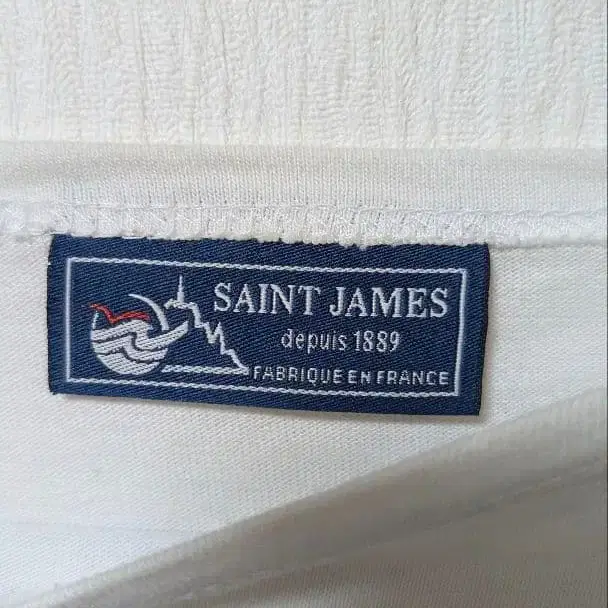 SAINT JAMES
depuis 1889
FABRIQUE EN FRANCE